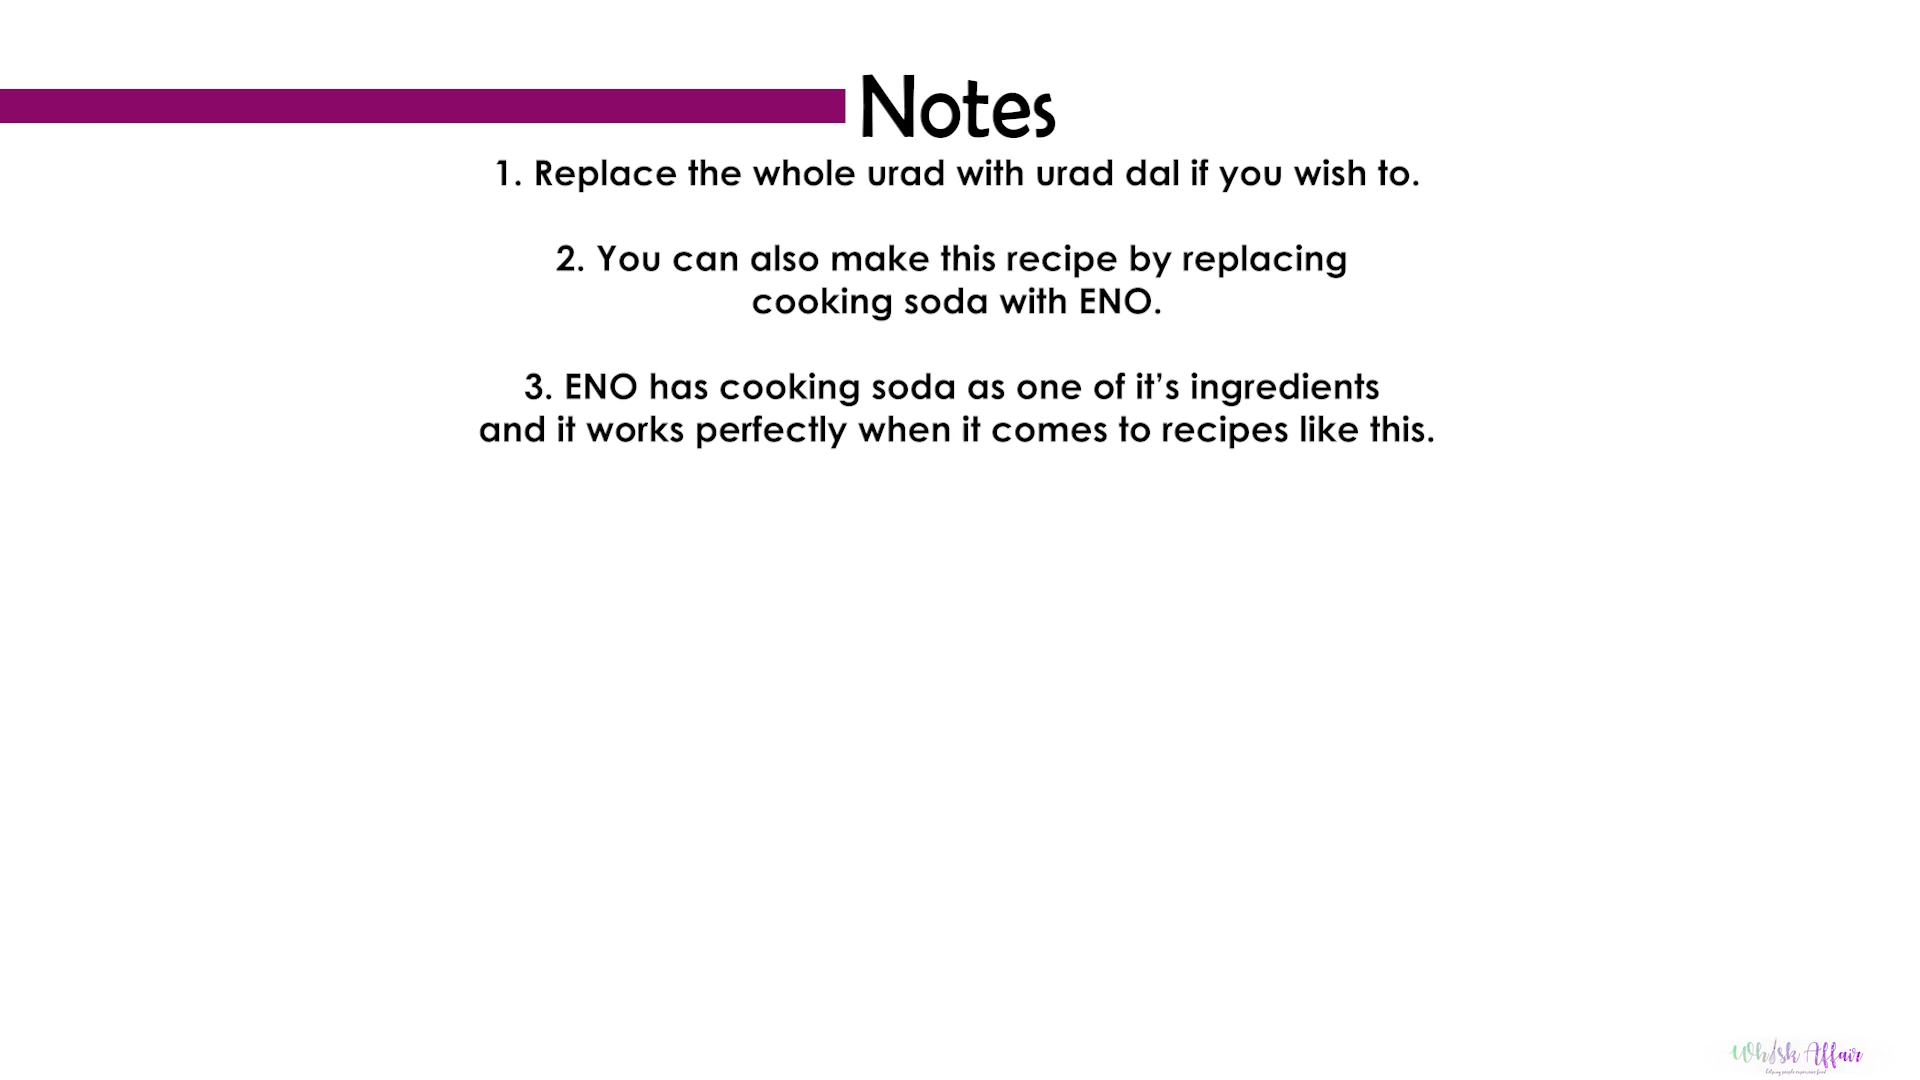 Notes
1. Replace the whole urad with urad dal if you wish to.
2. You can also make this recipe by replacing
cooking soda with ENO.
3. ENO has cooking soda as one of it’s ingredients
and it works perfectly when it comes to recipes like this.
Whisk Affair